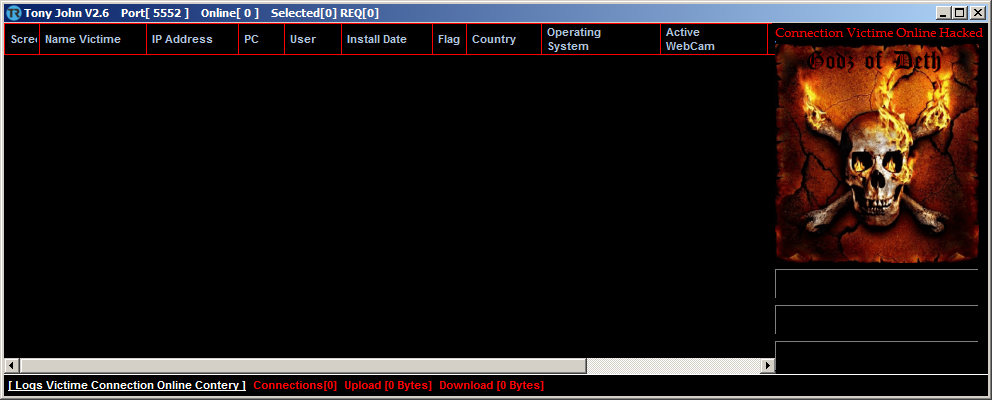 Tony John V2.6 Port[ 5552 ] Online[ 0 ] Selected[0] REQ[0]
Scree Name Victime IP Address PC User Install Date Flag Country Operating System Active WebCam
Connection Victime Online Hacked
Godz of Deth
[ Logs Victime Connection Online Contery ] Connections[0] Upload [0 Bytes] Download [0 Bytes]